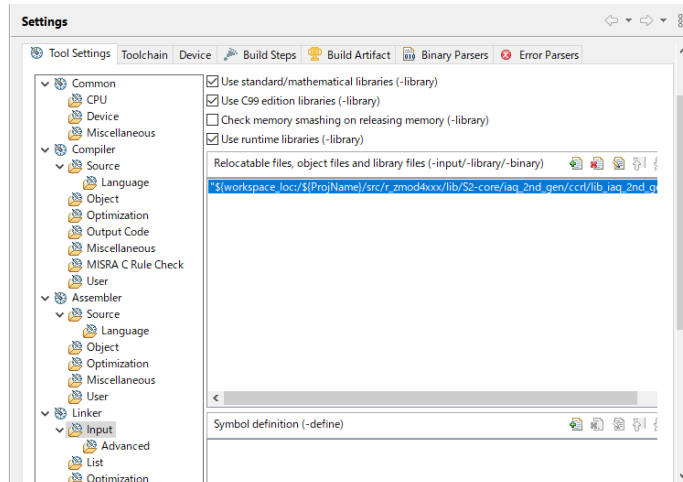 Settings
Tool Settings Toolchain Device Build Steps Build Artifact Binary Parsers Error Parsers
Common
CPU
Device
Miscellaneous
Compiler
Source
Language
Object
Optimization
Output Code
Miscellaneous
MISRA C Rule Check
User
Assembler
Source
Language
Object
Optimization
Miscellaneous
User
Linker
Input
Advanced
List
Optimization
Use standard/mathematical libraries (-library)
Use C99 edition libraries (-library)
Check memory smashing on releasing memory (-library)
Use runtime libraries (-library)
Relocatable files, object files and library files (-input/-library/-binary)
"${workspace_loc:/${ProjName}/src/r_zmod4xxx/lib/S2-core/iaq_2nd_gen/ccrl/lib_iaq_2nd_g
Symbol definition (-define)